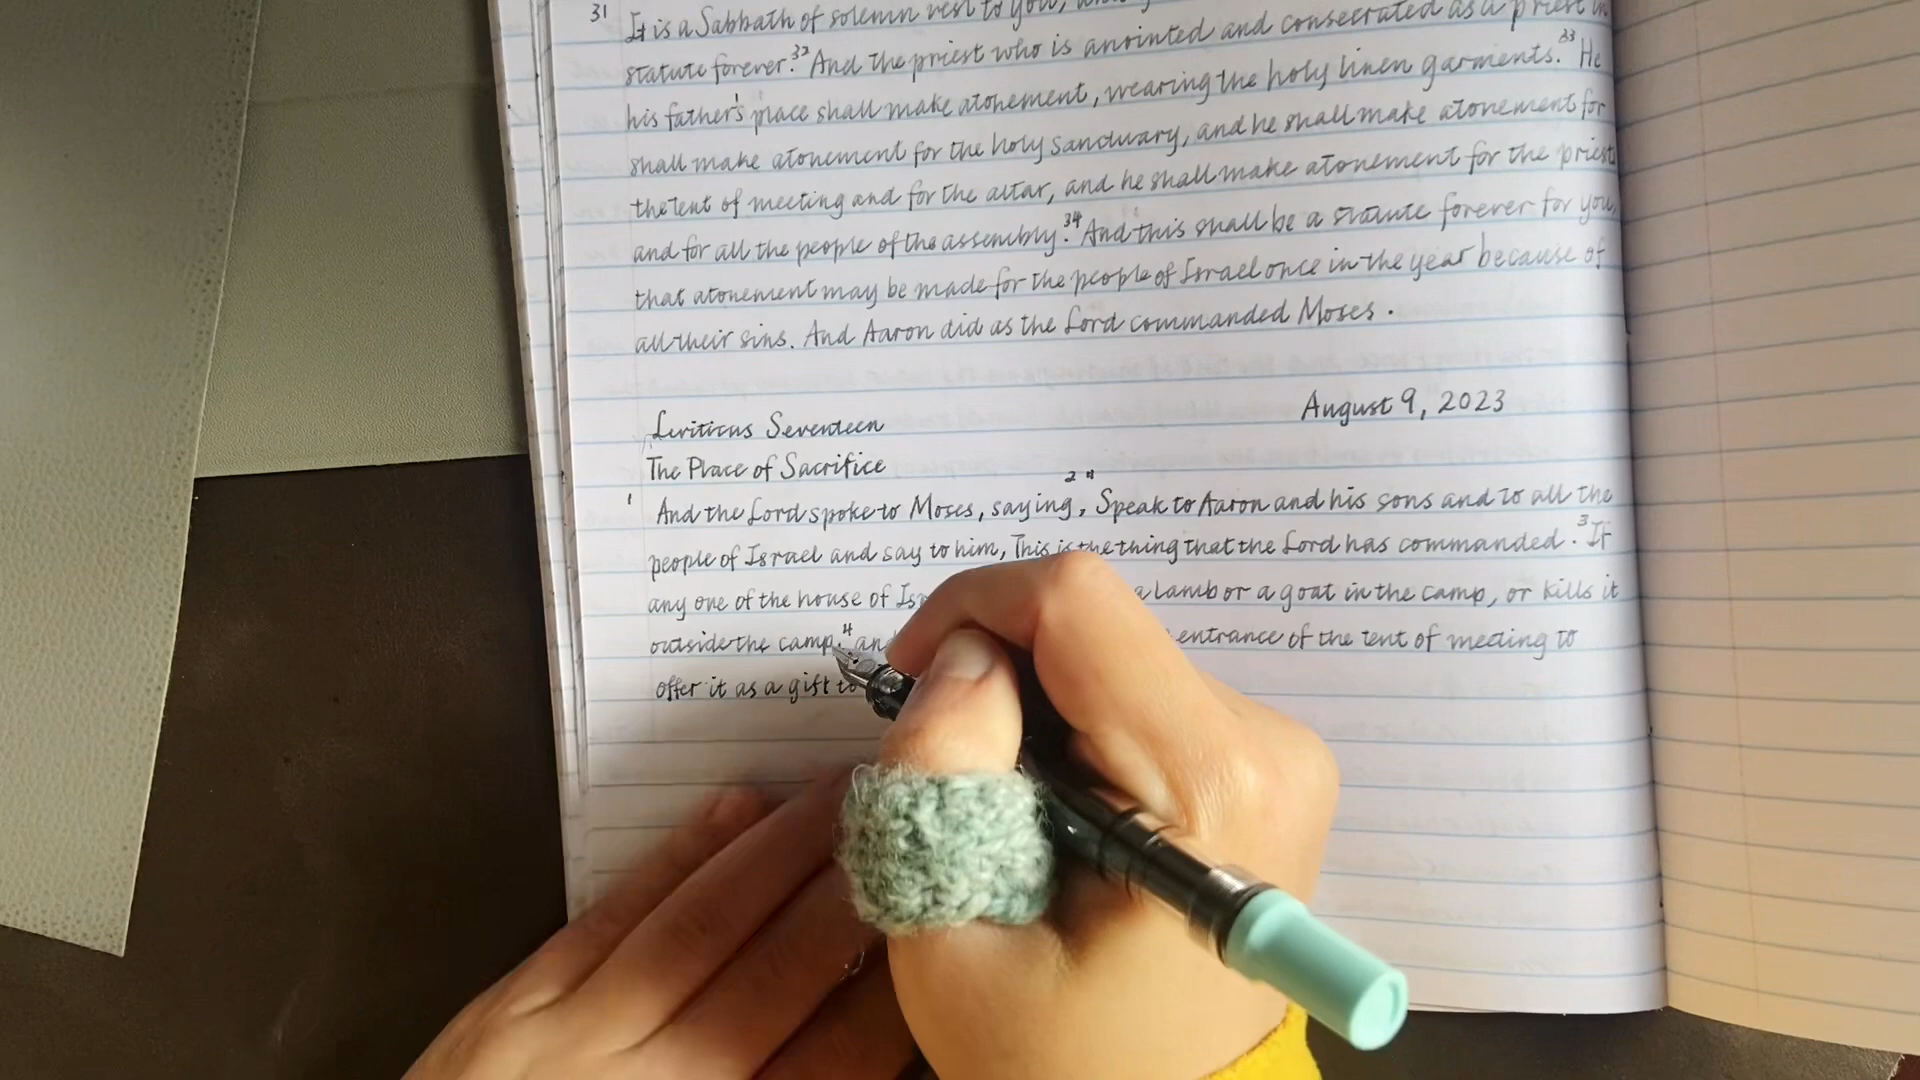 31 It is a Sabbath of solemn rest to you,
statute forever. 32 And the priest who is anointed and consecrated as a priest in
his father's place shall make atonement, wearing the holy linen garments. 33 He
shall make atonement for the holy sanctuary, and he shall make atonement for
the tent of meeting and for the altar, and he shall make atonement for the priests
and for all the people of the assembly. 34 And this shall be a statute forever for you,
that atonement may be made for the people of Israel once in the year because of
all their sins. And Aaron did as the Lord commanded Moses.
August 9, 2023
Leviticus Seventeen
The Place of Sacrifice
1 And the Lord spoke to Moses, saying, 2 "Speak to Aaron and his sons and to all the
people of Israel and say to him, This is the thing that the Lord has commanded. 3 If
any one of the house of a lamb or a goat in the camp, or kills it
outside the camp, 4 and entrance of the tent of meeting to
offer it as a gift to